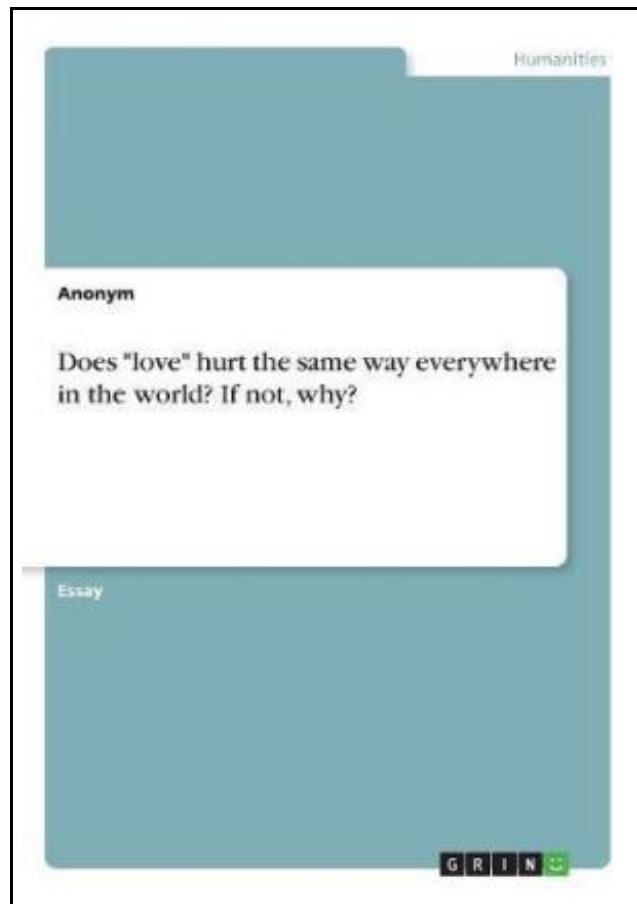 Humanities
Anonym
Does "love" hurt the same way everywhere
in the world? If not, why?
Essay
GRIN